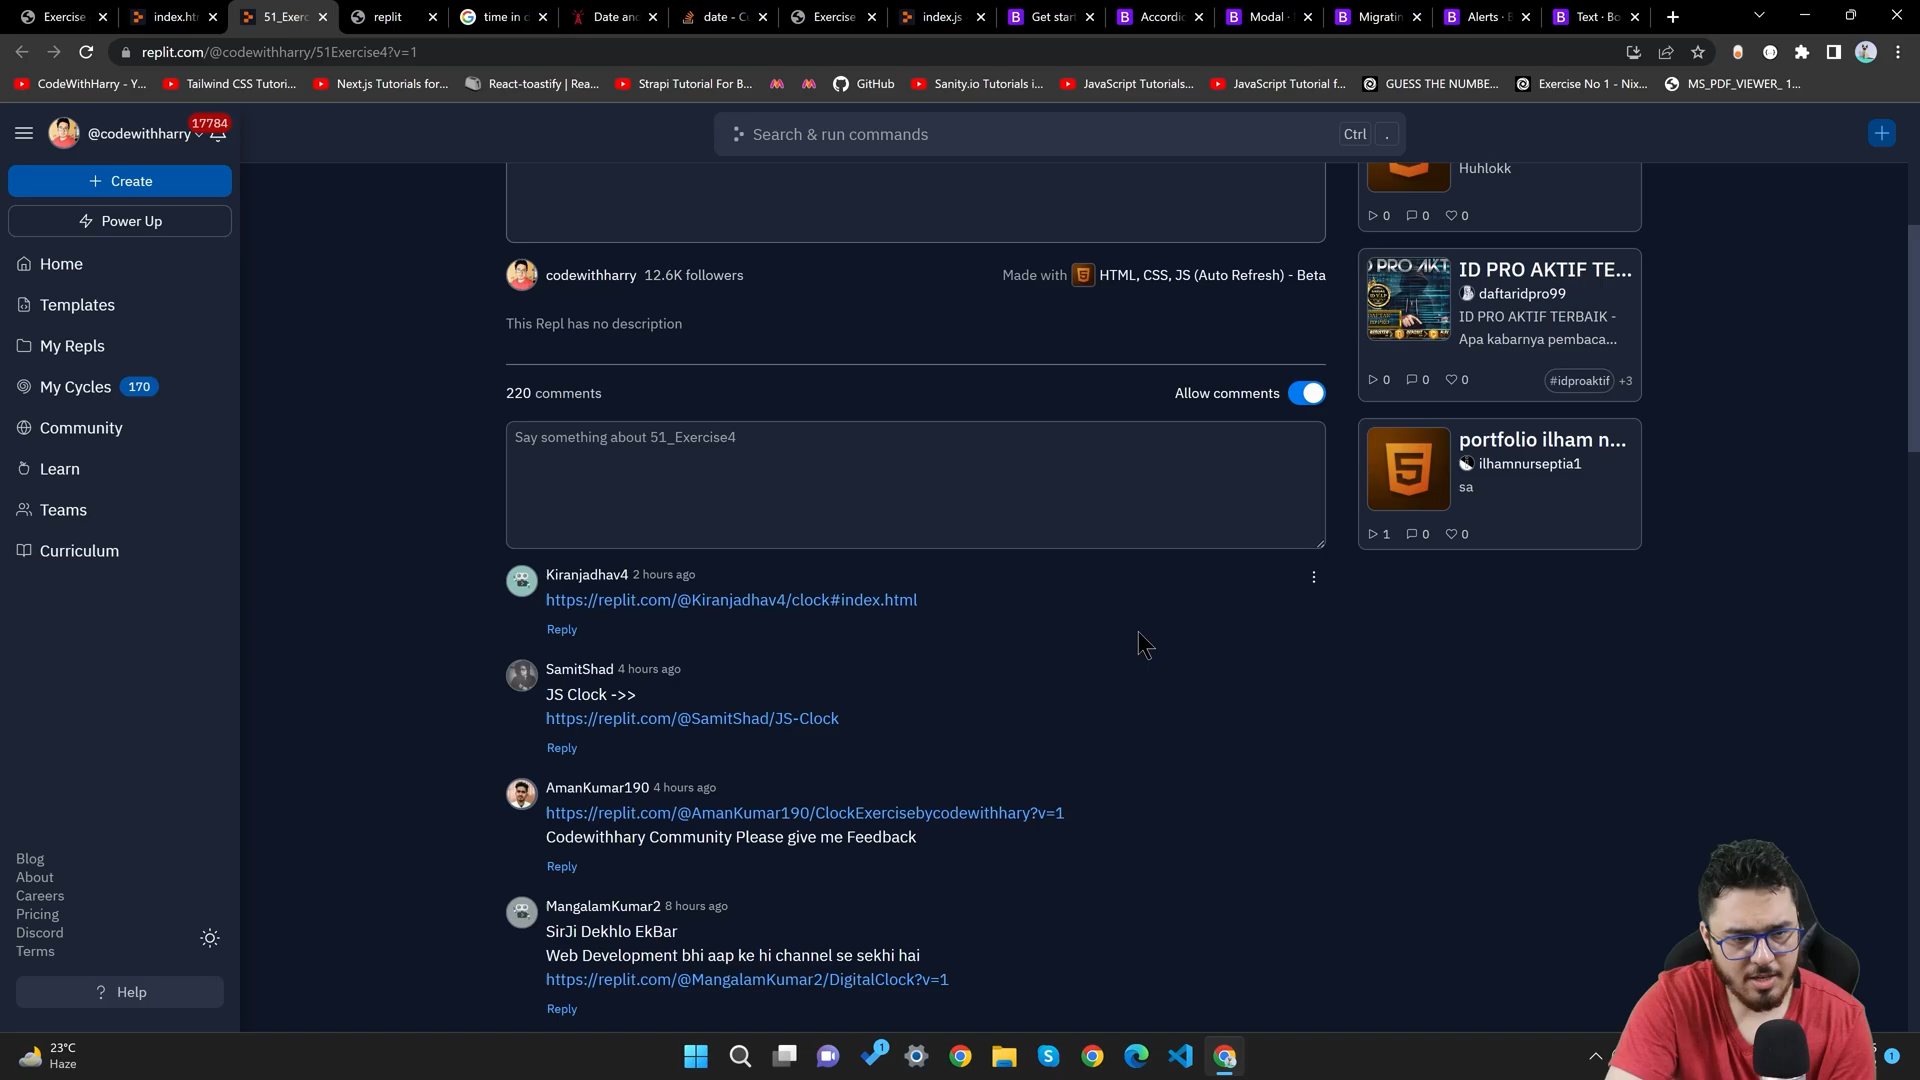 Exercise
index.ht
51_Exerc
replit
time in c
Date and
date - Cu
Exercise
index.js
Get start
Accordic
Modal ·
Migratin
Alerts · B
Text · Bo
replit.com/@codewithharry/51Exercise4?v=1
CodeWithHarry - Y...
Tailwind CSS Tutori...
Next.js Tutorials for...
React-toastify | Rea...
Strapi Tutorial For B...
GitHub
Sanity.io Tutorials i...
JavaScript Tutorials...
JavaScript Tutorial f...
GUESS THE NUMBE...
Exercise No 1 - Nix...
MS_PDF_VIEWER_ 1...
@codewithharry
17784
Search & run commands
Ctrl
.
Create
Power Up
Home
Templates
My Repls
My Cycles 170
Community
Learn
Teams
Curriculum
Blog
About
Careers
Pricing
Discord
Terms
? Help
codewithharry 12.6K followers
Made with HTML, CSS, JS (Auto Refresh) - Beta
This Repl has no description
220 comments
Allow comments
Say something about 51_Exercise4
Kiranjadhav4 2 hours ago
https://replit.com/@Kiranjadhav4/clock#index.html
Reply
SamitShad 4 hours ago
JS Clock ->>
https://replit.com/@SamitShad/JS-Clock
Reply
AmanKumar190 4 hours ago
https://replit.com/@AmanKumar190/ClockExercisebycodewithhary?v=1
Codewithhary Community Please give me Feedback
Reply
MangalamKumar2 8 hours ago
SirJi Dekhlo EkBar
Web Development bhi aap ke hi channel se sekhi hai
https://replit.com/@MangalamKumar2/DigitalClock?v=1
Reply
Huhlokk
0 0 0
PRO AKT
ID PRO AKTIF TE...
daftaridpro99
ID PRO AKTIF TERBAIK -
Apa kabarnya pembaca...
0 0 0
#idproaktif +3
portfolio ilham n...
ilhamnurseptia1
sa
1 0 0
23°C
Haze
1
1